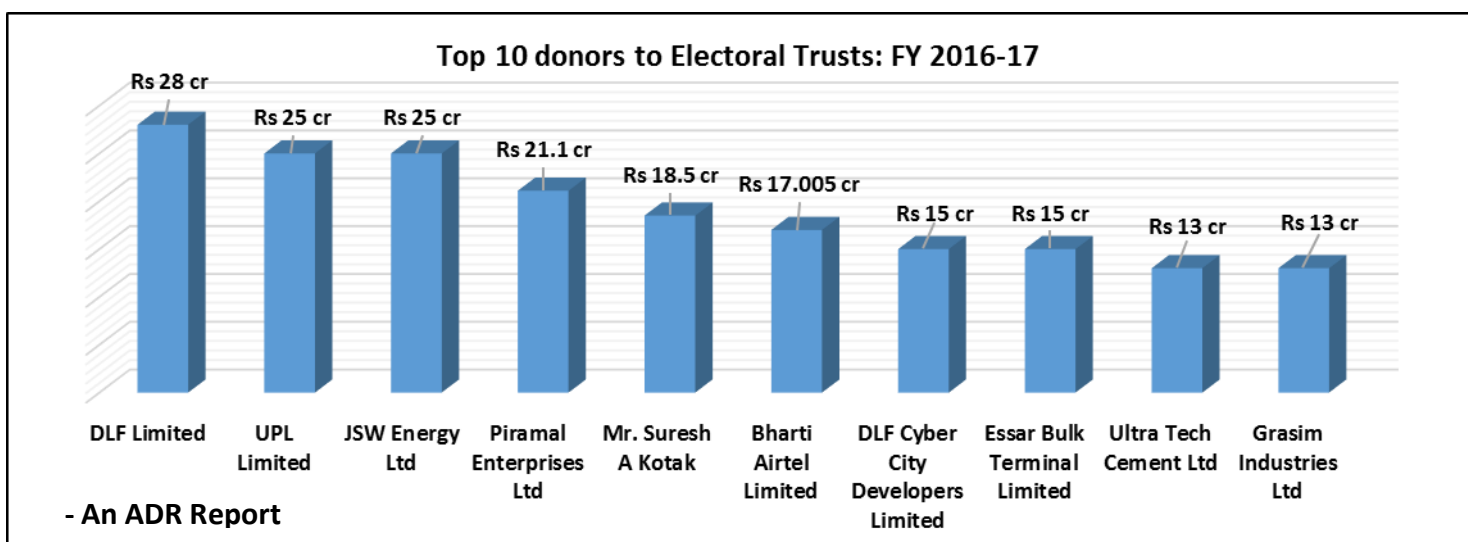 Top 10 donors to Electoral Trusts: FY 2016-17
Rs 28 cr
Rs 25 cr
Rs 25 cr
Rs 21.1 cr
Rs 18.5 cr
Rs 17.005 cr
Rs 15 cr
Rs 15 cr
Rs 13 cr
Rs 13 cr
DLF Limited
UPL
Limited
JSW Energy
Ltd
Piramal
Enterprises
Ltd
Mr. Suresh
A Kotak
Bharti
Airtel
Limited
DLF Cyber
City
Developers
Limited
Essar Bulk
Terminal
Limited
Ultra Tech
Cement Ltd
Grasim
Industries
Ltd
- An ADR Report